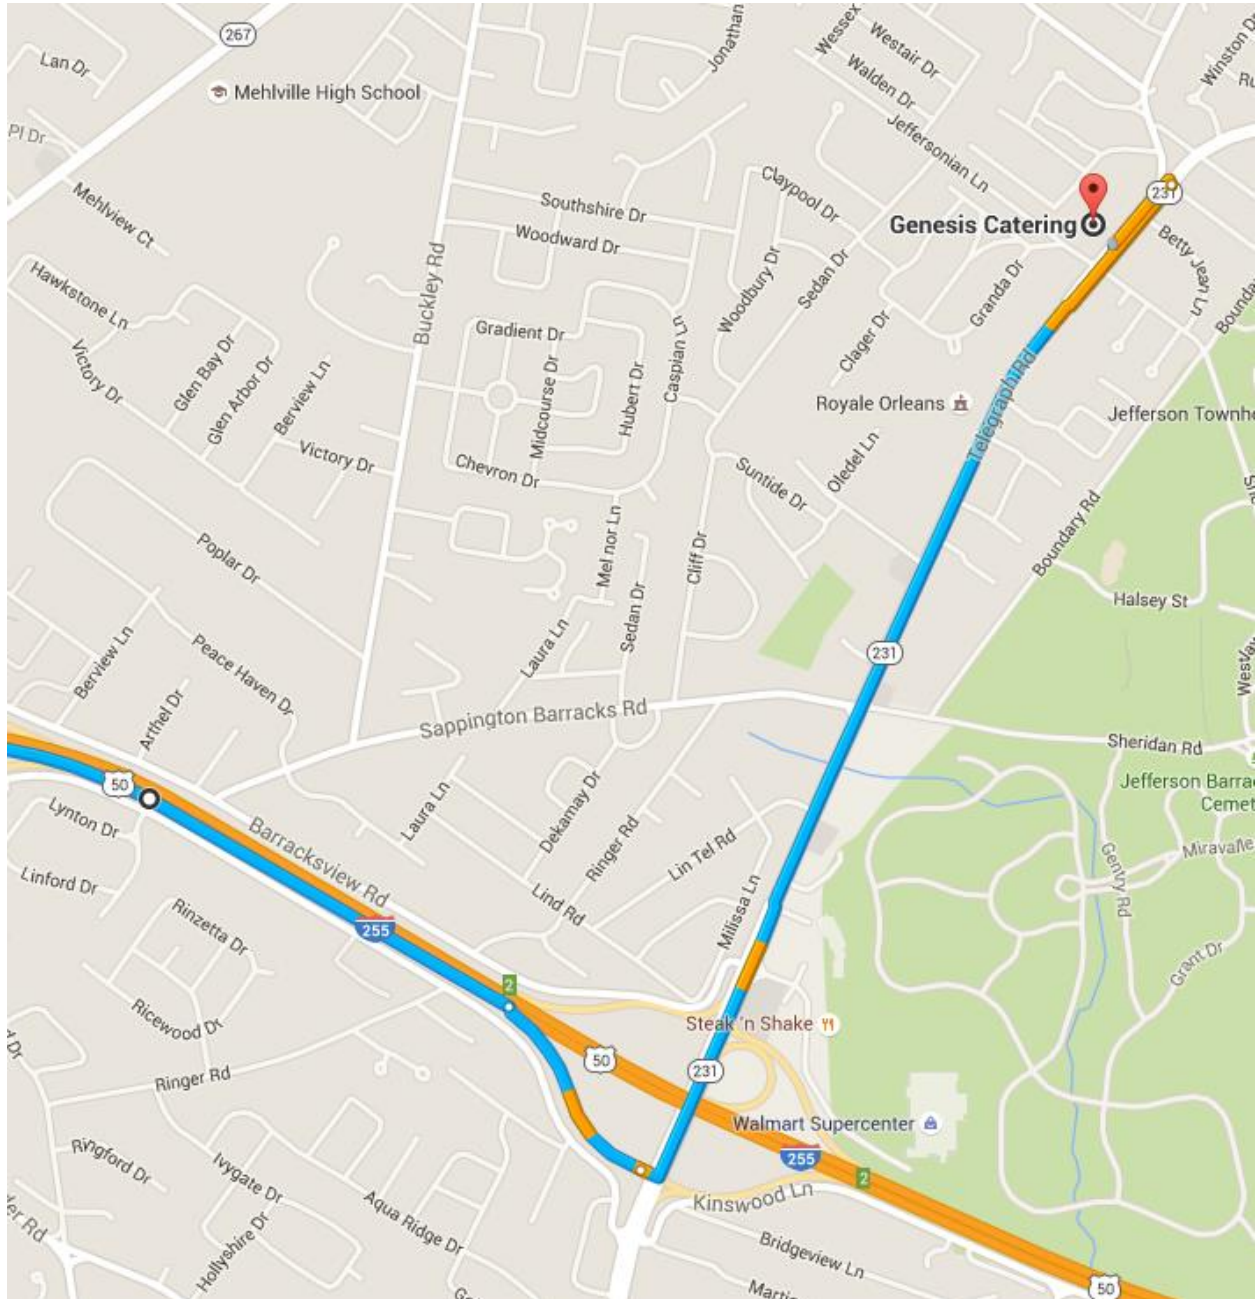 267
Lan Dr
Mehlville High School
Pl Dr
Mehlview Ct
Jonathan
Wessex
Westair Dr
Walden Dr
Winston Dr
Ru
Jeffersonian Ln
Claypool Dr
Southshire Dr
Woodward Dr
Buckley Rd
231
Genesis Catering
Betty Jean Ln
Boundary
Sedan Dr
Woodbury Dr
Granda Dr
Clager Dr
Hawkstone Ln
Victory Dr
Glen Bay Dr
Glen Arbor Dr
Berview Ln
Victory Dr
Gradient Dr
Midcourse Dr
Hubert Dr
Caspian Ln
Chevron Dr
Telegraph Rd
Royale Orleans
Jefferson Townho
Suntide Dr
Oledel Ln
Boundary Rd
Mel nor Ln
Cliff Dr
Sedan Dr
Laura Ln
Poplar Dr
Halsey St
Berview Ln
Peace Haven Dr
Arthel Dr
231
Westlaw
Sappington Barracks Rd
Sheridan Rd
50
Jefferson Barra
Cemet
Lynton Dr
Linford Dr
Barracksview Rd
Laura Ln
Dekamay Dr
Ringer Rd
Lin Tel Rd
Lind Rd
Milissa Ln
Gentry Rd
Miravalle
Grant Dr
Rinzetta Dr
255
Ricewood Dr
2
Steak 'n Shake
Dr
Ringer Rd
50
231
Walmart Supercenter
255
2
Ringford Dr
Ivygate Dr
Hollyshire Dr
Aqua Ridge Dr
der Rd
Kinswood Ln
Bridgeview Ln
50